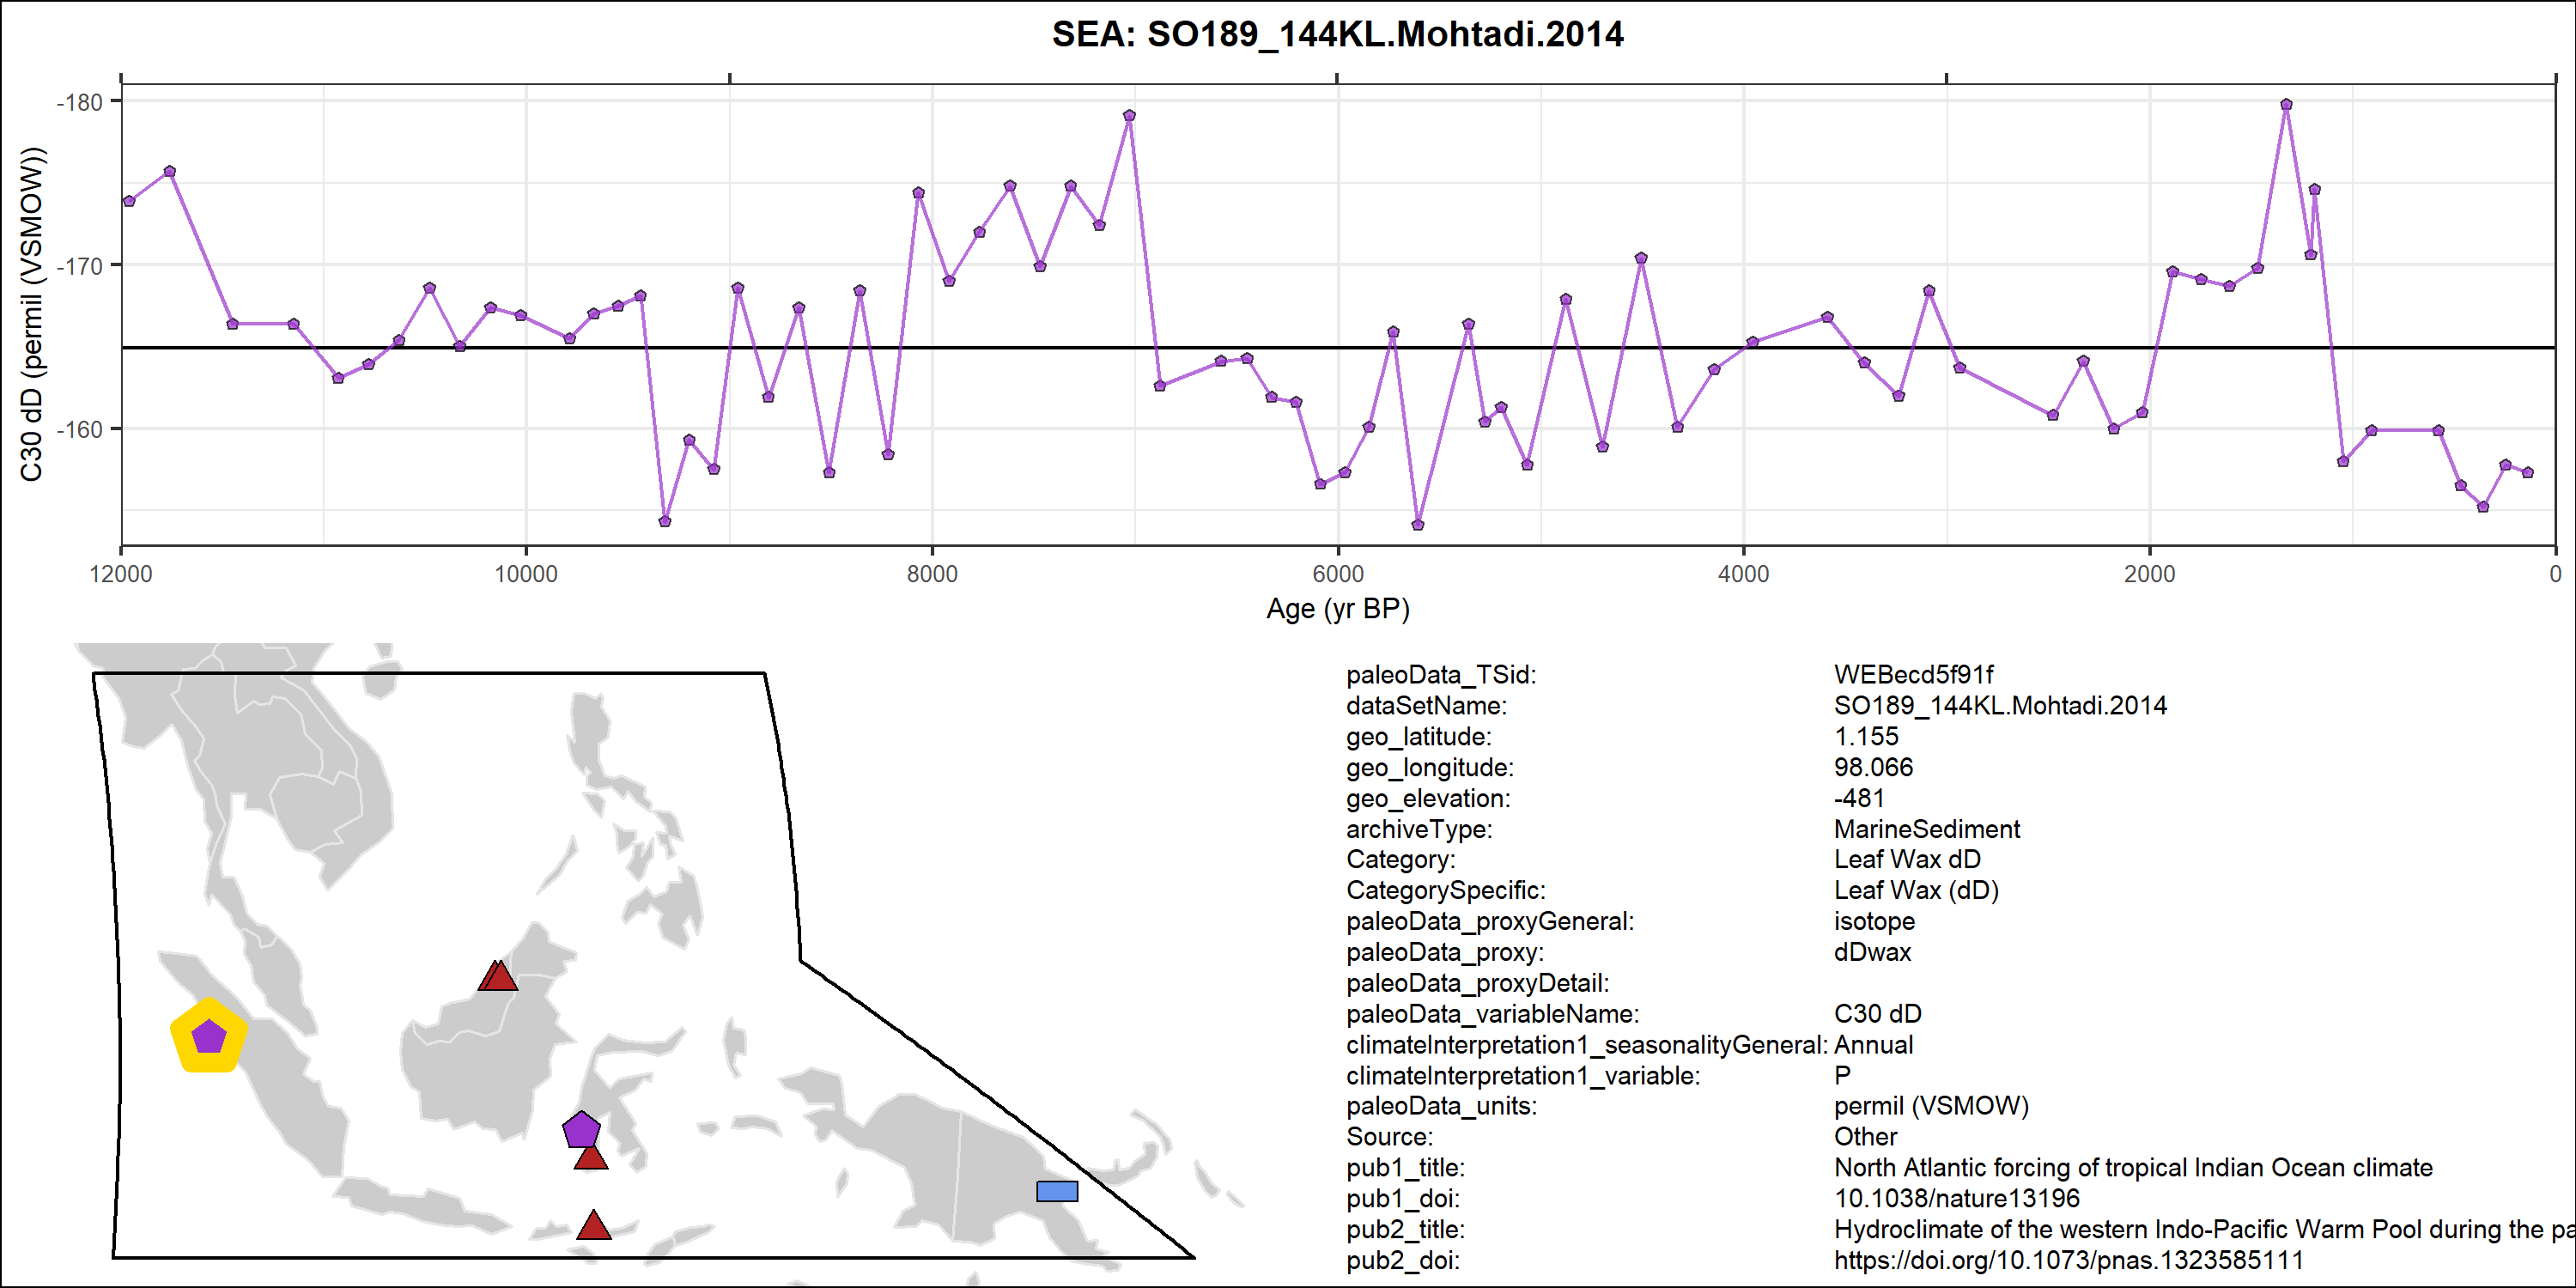 SEA: SO189_144KL.Mohtadi.2014
C30 dD (permil (VSMOW))
-180
-170
-160
12000 10000 8000 6000 4000 2000 0
Age (yr BP)
paleoData_TSid: WEBecd5f91f
dataSetName: SO189_144KL.Mohtadi.2014
geo_latitude: 1.155
geo_longitude: 98.066
geo_elevation: -481
archiveType: MarineSediment
Category: Leaf Wax dD
CategorySpecific: Leaf Wax (dD)
paleoData_proxyGeneral: isotope
paleoData_proxy: dDwax
paleoData_proxyDetail:
paleoData_variableName: C30 dD
climateInterpretation1_seasonalityGeneral: Annual
climateInterpretation1_variable: P
paleoData_units: permil (VSMOW)
Source: Other
pub1_title: North Atlantic forcing of tropical Indian Ocean climate
pub1_doi: 10.1038/nature13196
pub2_title: Hydroclimate of the western Indo-Pacific Warm Pool during the pa
pub2_doi: https://doi.org/10.1073/pnas.1323585111